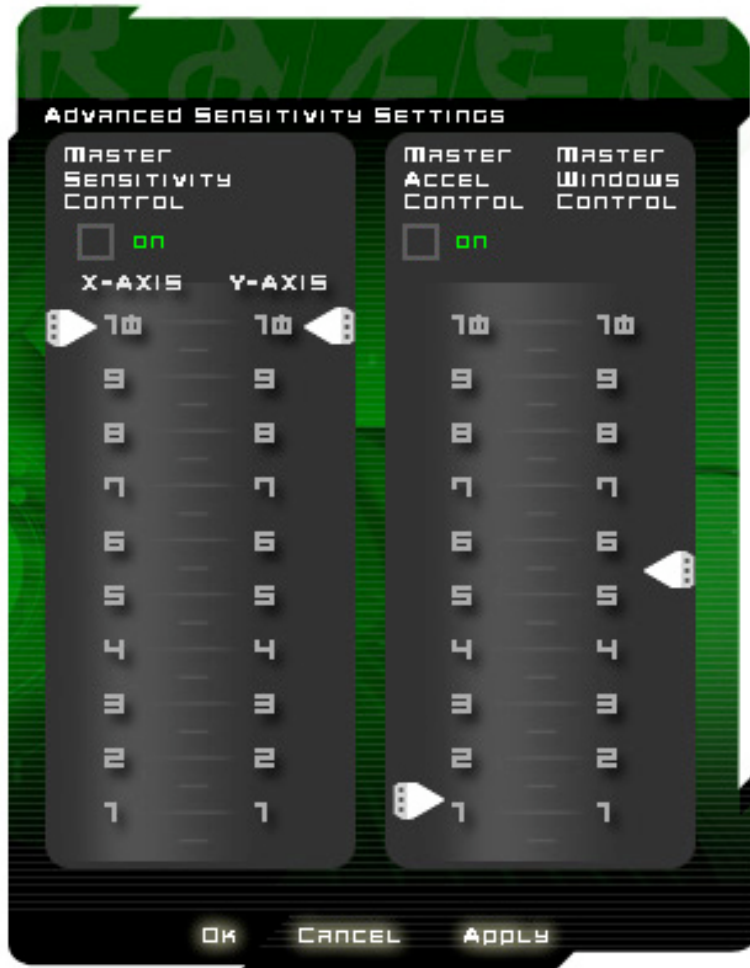 RAZER
Advanced Sensitivity Settings
Master
Sensitivity
Control
on
X-AXIS Y-AXIS
10 10
9 9
8 8
7 7
6 6
5 5
4 4
3 3
2 2
1 1
Master
Accel
Control
on
Master
Windows
Control
10 10
9 9
8 8
7 7
6 6
5 5
4 4
3 3
2 2
1 1
Ok Cancel Apply